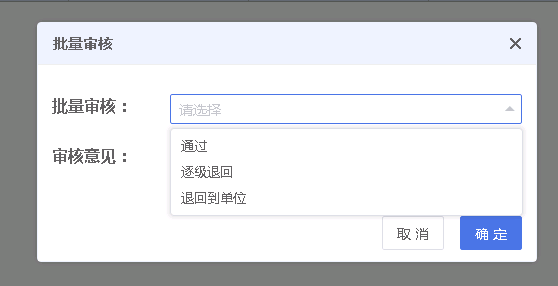 批量审核
批量审核：
请选择
通过
审核意见：
逐级退回
退回到单位
取 消
确 定